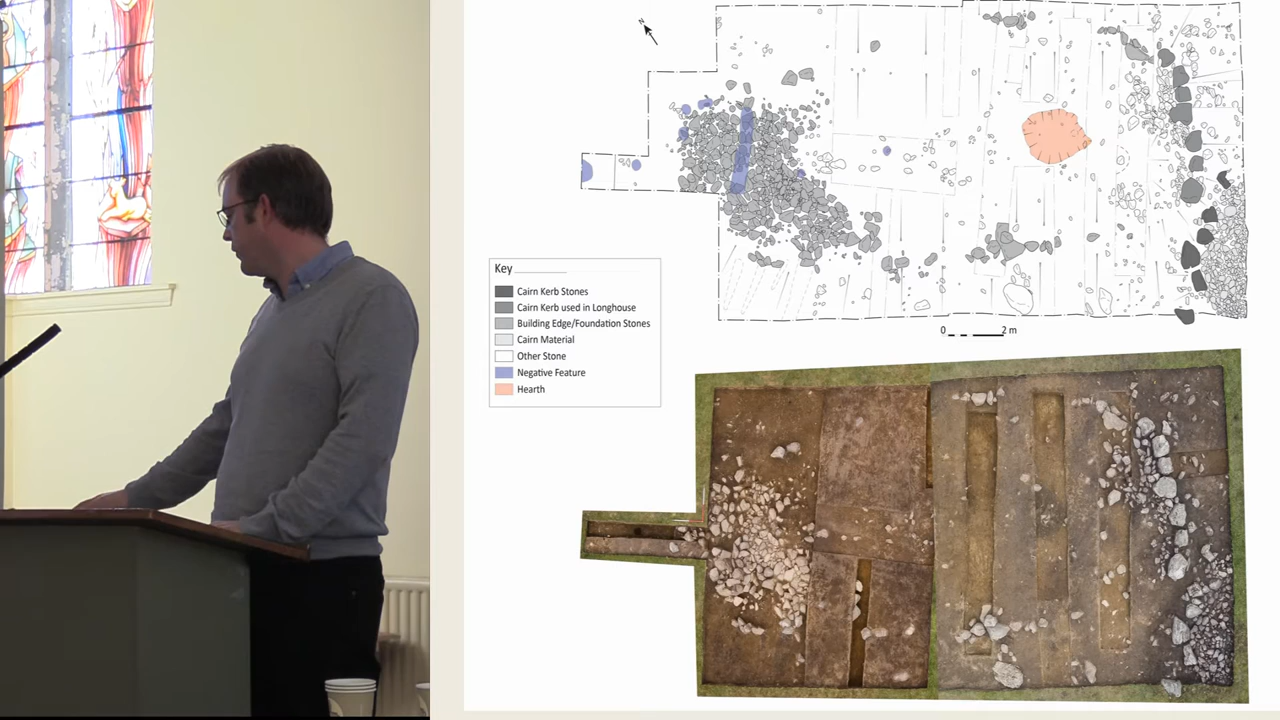 N
Key
Cairn Kerb Stones
Cairn Kerb used in Longhouse
Building Edge/Foundation Stones
Cairn Material
Other Stone
Negative Feature
Hearth
0 2 m